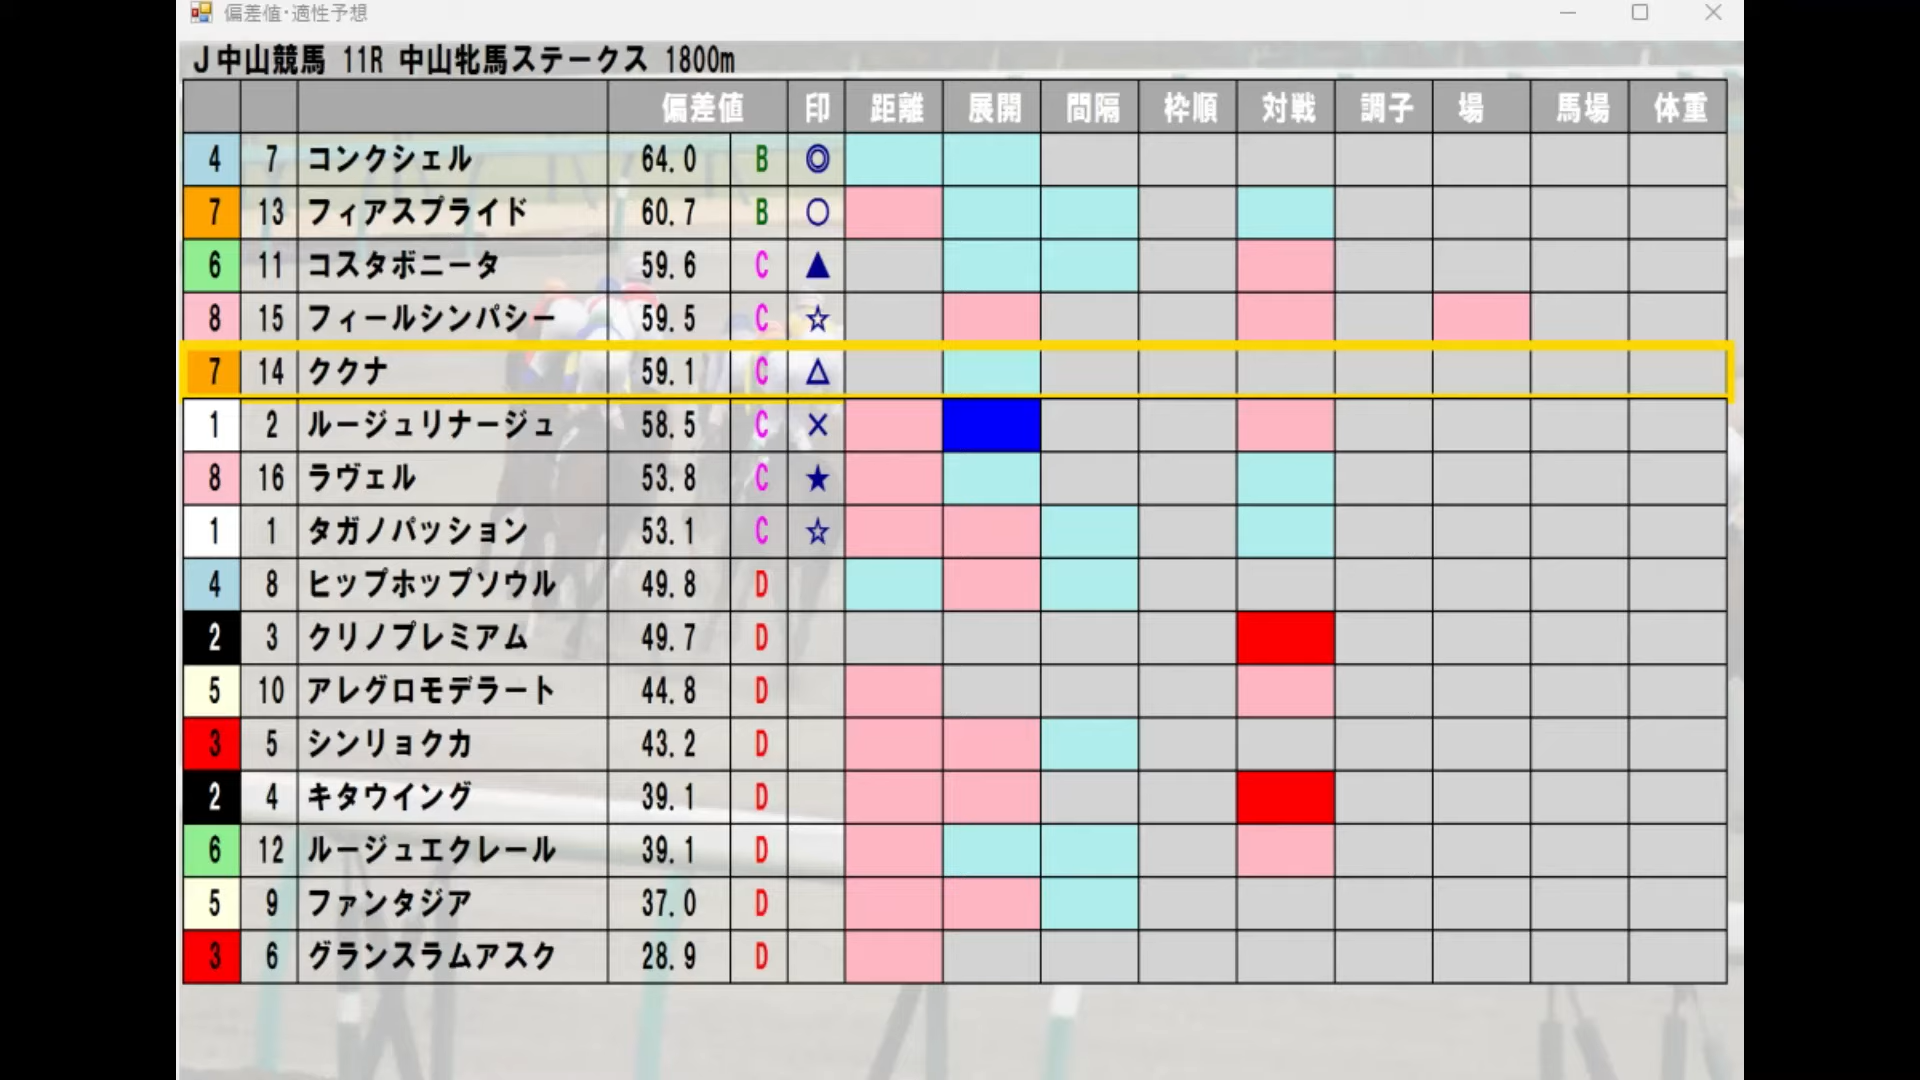 偏差値・適性予想
J中山競馬 11R 中山牝馬ステークス 1800m
偏差値 印 距離 展開 間隔 枠順 対戦 調子 場 馬場 体重
4 7 コンクシェル 64.0 B ◎
7 13 フィアスプライド 60.7 B ○
6 11 コスタボニータ 59.6 C ▲
8 15 フィールシンパシー 59.5 C ☆
7 14 ククナ 59.1 C △
1 2 ルージュリナージュ 58.5 C ×
8 16 ラヴェル 53.8 C ★
1 1 タガノパッション 53.1 C ☆
4 8 ヒップホップソウル 49.8 D
2 3 クリノプレミアム 49.7 D
5 10 アレグロモデラート 44.8 D
3 5 シンリョクカ 43.2 D
2 4 キタウイング 39.1 D
6 12 ルージュエクレール 39.1 D
5 9 ファンタジア 37.0 D
3 6 グランスラムアスク 28.9 D